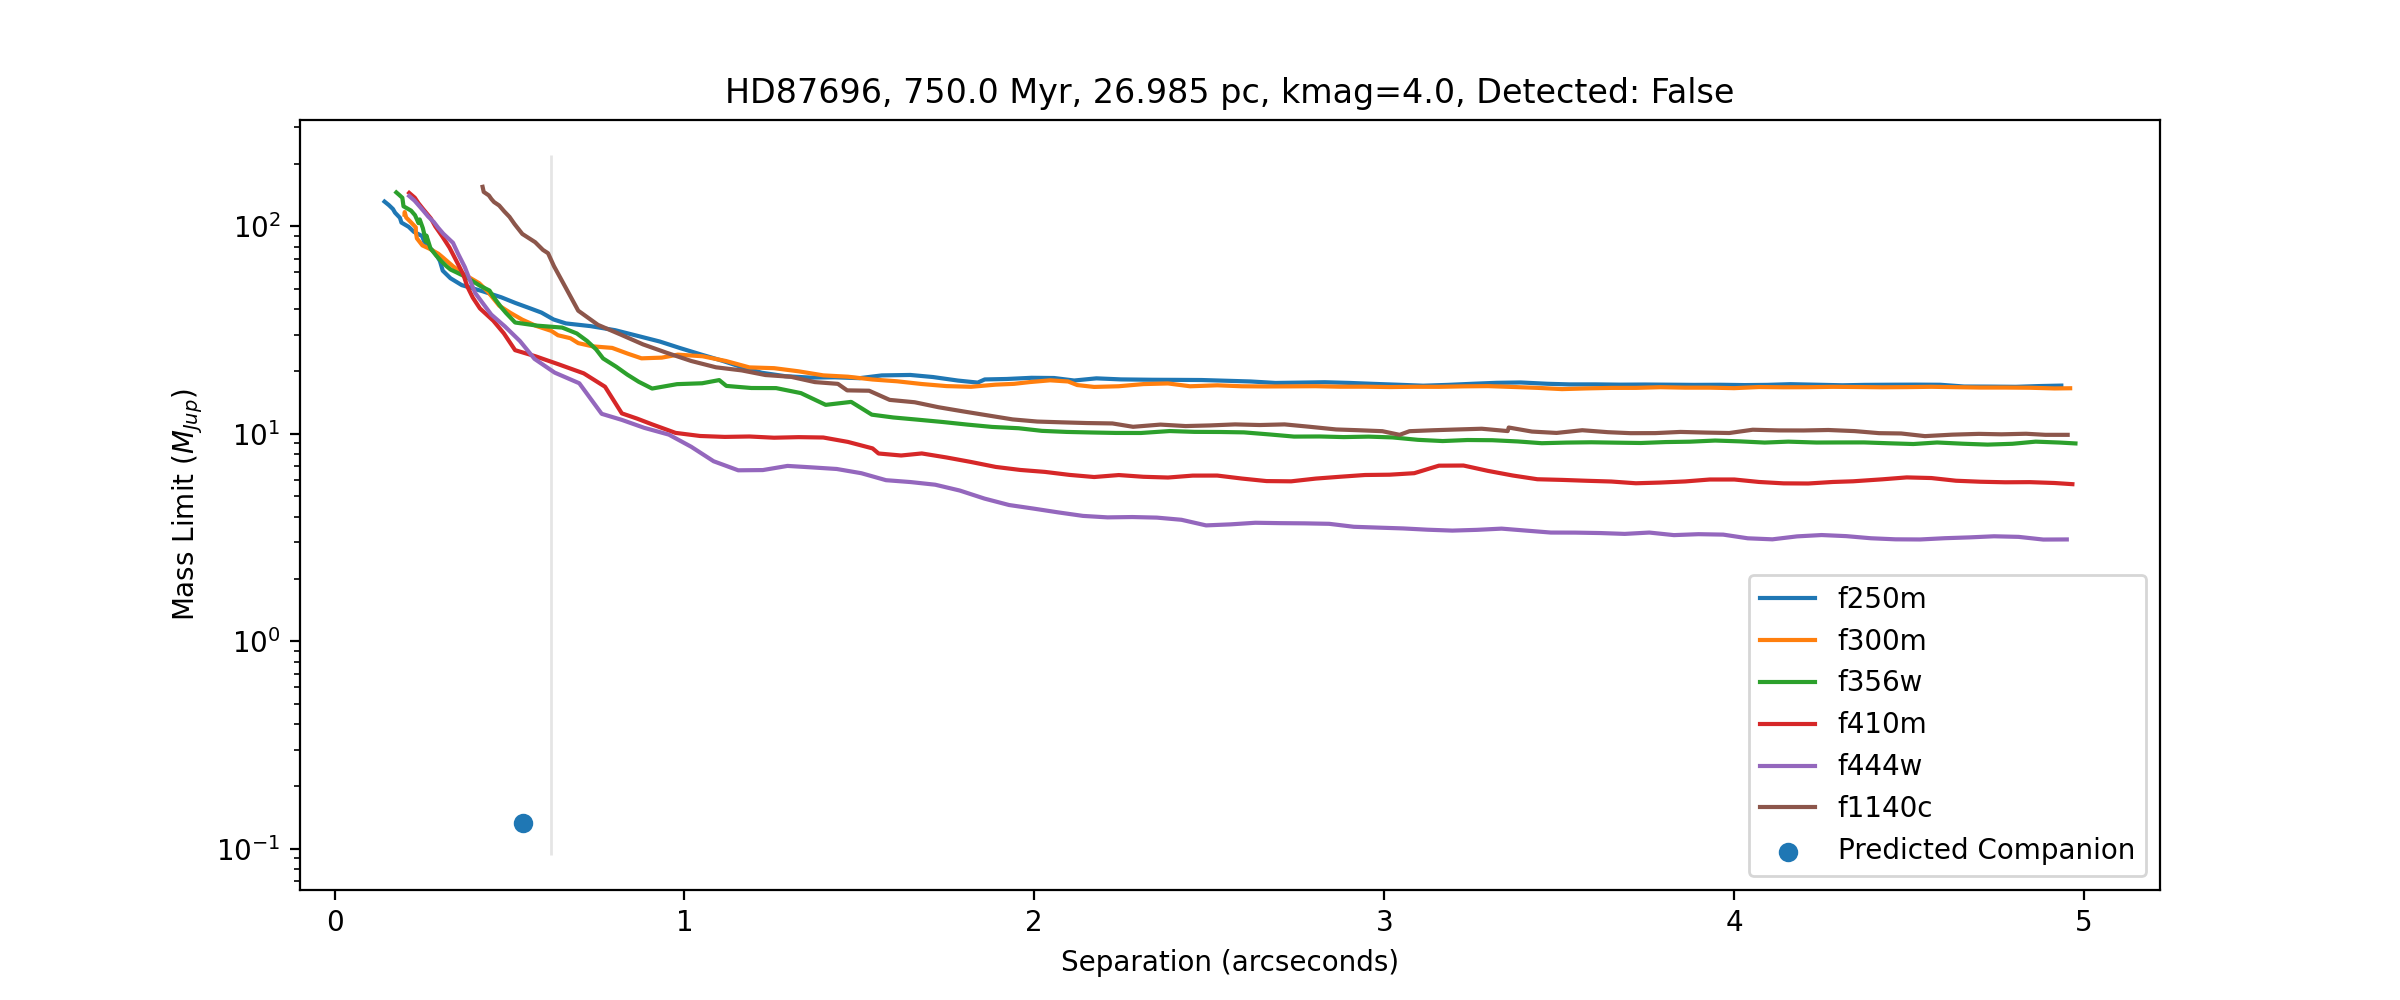 HD87696, 750.0 Myr, 26.985 pc, kmag=4.0, Detected: False
Mass Limit (M_Jup)
10^2
10^1
10^0
10^−1
0 1 2 3 4 5
Separation (arcseconds)
f250m
f300m
f356w
f410m
f444w
f1140c
Predicted Companion